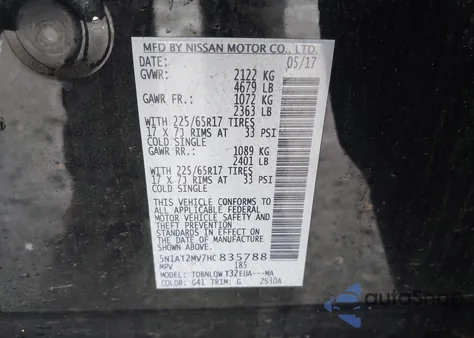 MFD BY NISSAN MOTOR CO., LTD.
DATE: 05/17
GVWR: 2122 KG
4679 LB
GAWR FR.: 1072 KG
2363 LB
WITH 225/65R17 TIRES
17 X 7J RIMS AT 33 PSI
COLD SINGLE
GAWR RR.: 1089 KG
2401 LB
WITH 225/65R17 TIRES
17 X 7J RIMS AT 33 PSI
COLD SINGLE
THIS VEHICLE CONFORMS
TO ALL APPLICABLE FEDERAL
MOTOR VEHICLE SAFETY AND
THEFT PREVENTION
STANDARDS IN EFFECT ON
THE DATE OF MANUFACTURE
SHOWN ABOVE.
5N1AT2MV7HC 835788
MPV 185
MODEL: TDBNLQW T32EUA---MA
COLOR: G41 TRIM: G
AutoSnap